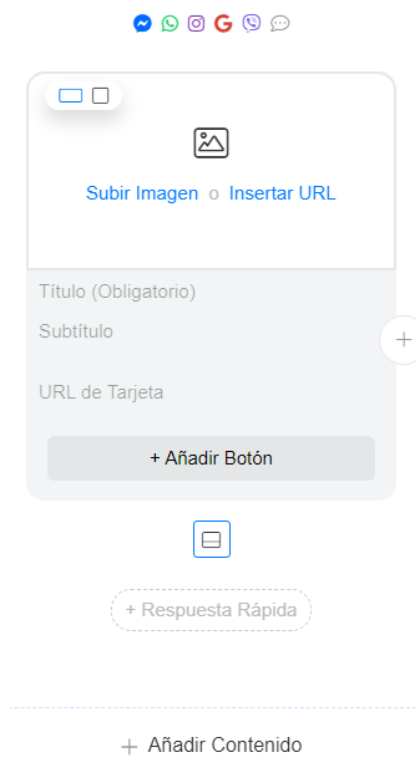 Subir Imagen o Insertar URL
Título (Obligatorio)
Subtítulo
URL de Tarjeta
+ Añadir Botón
+ Respuesta Rápida
+ Añadir Contenido